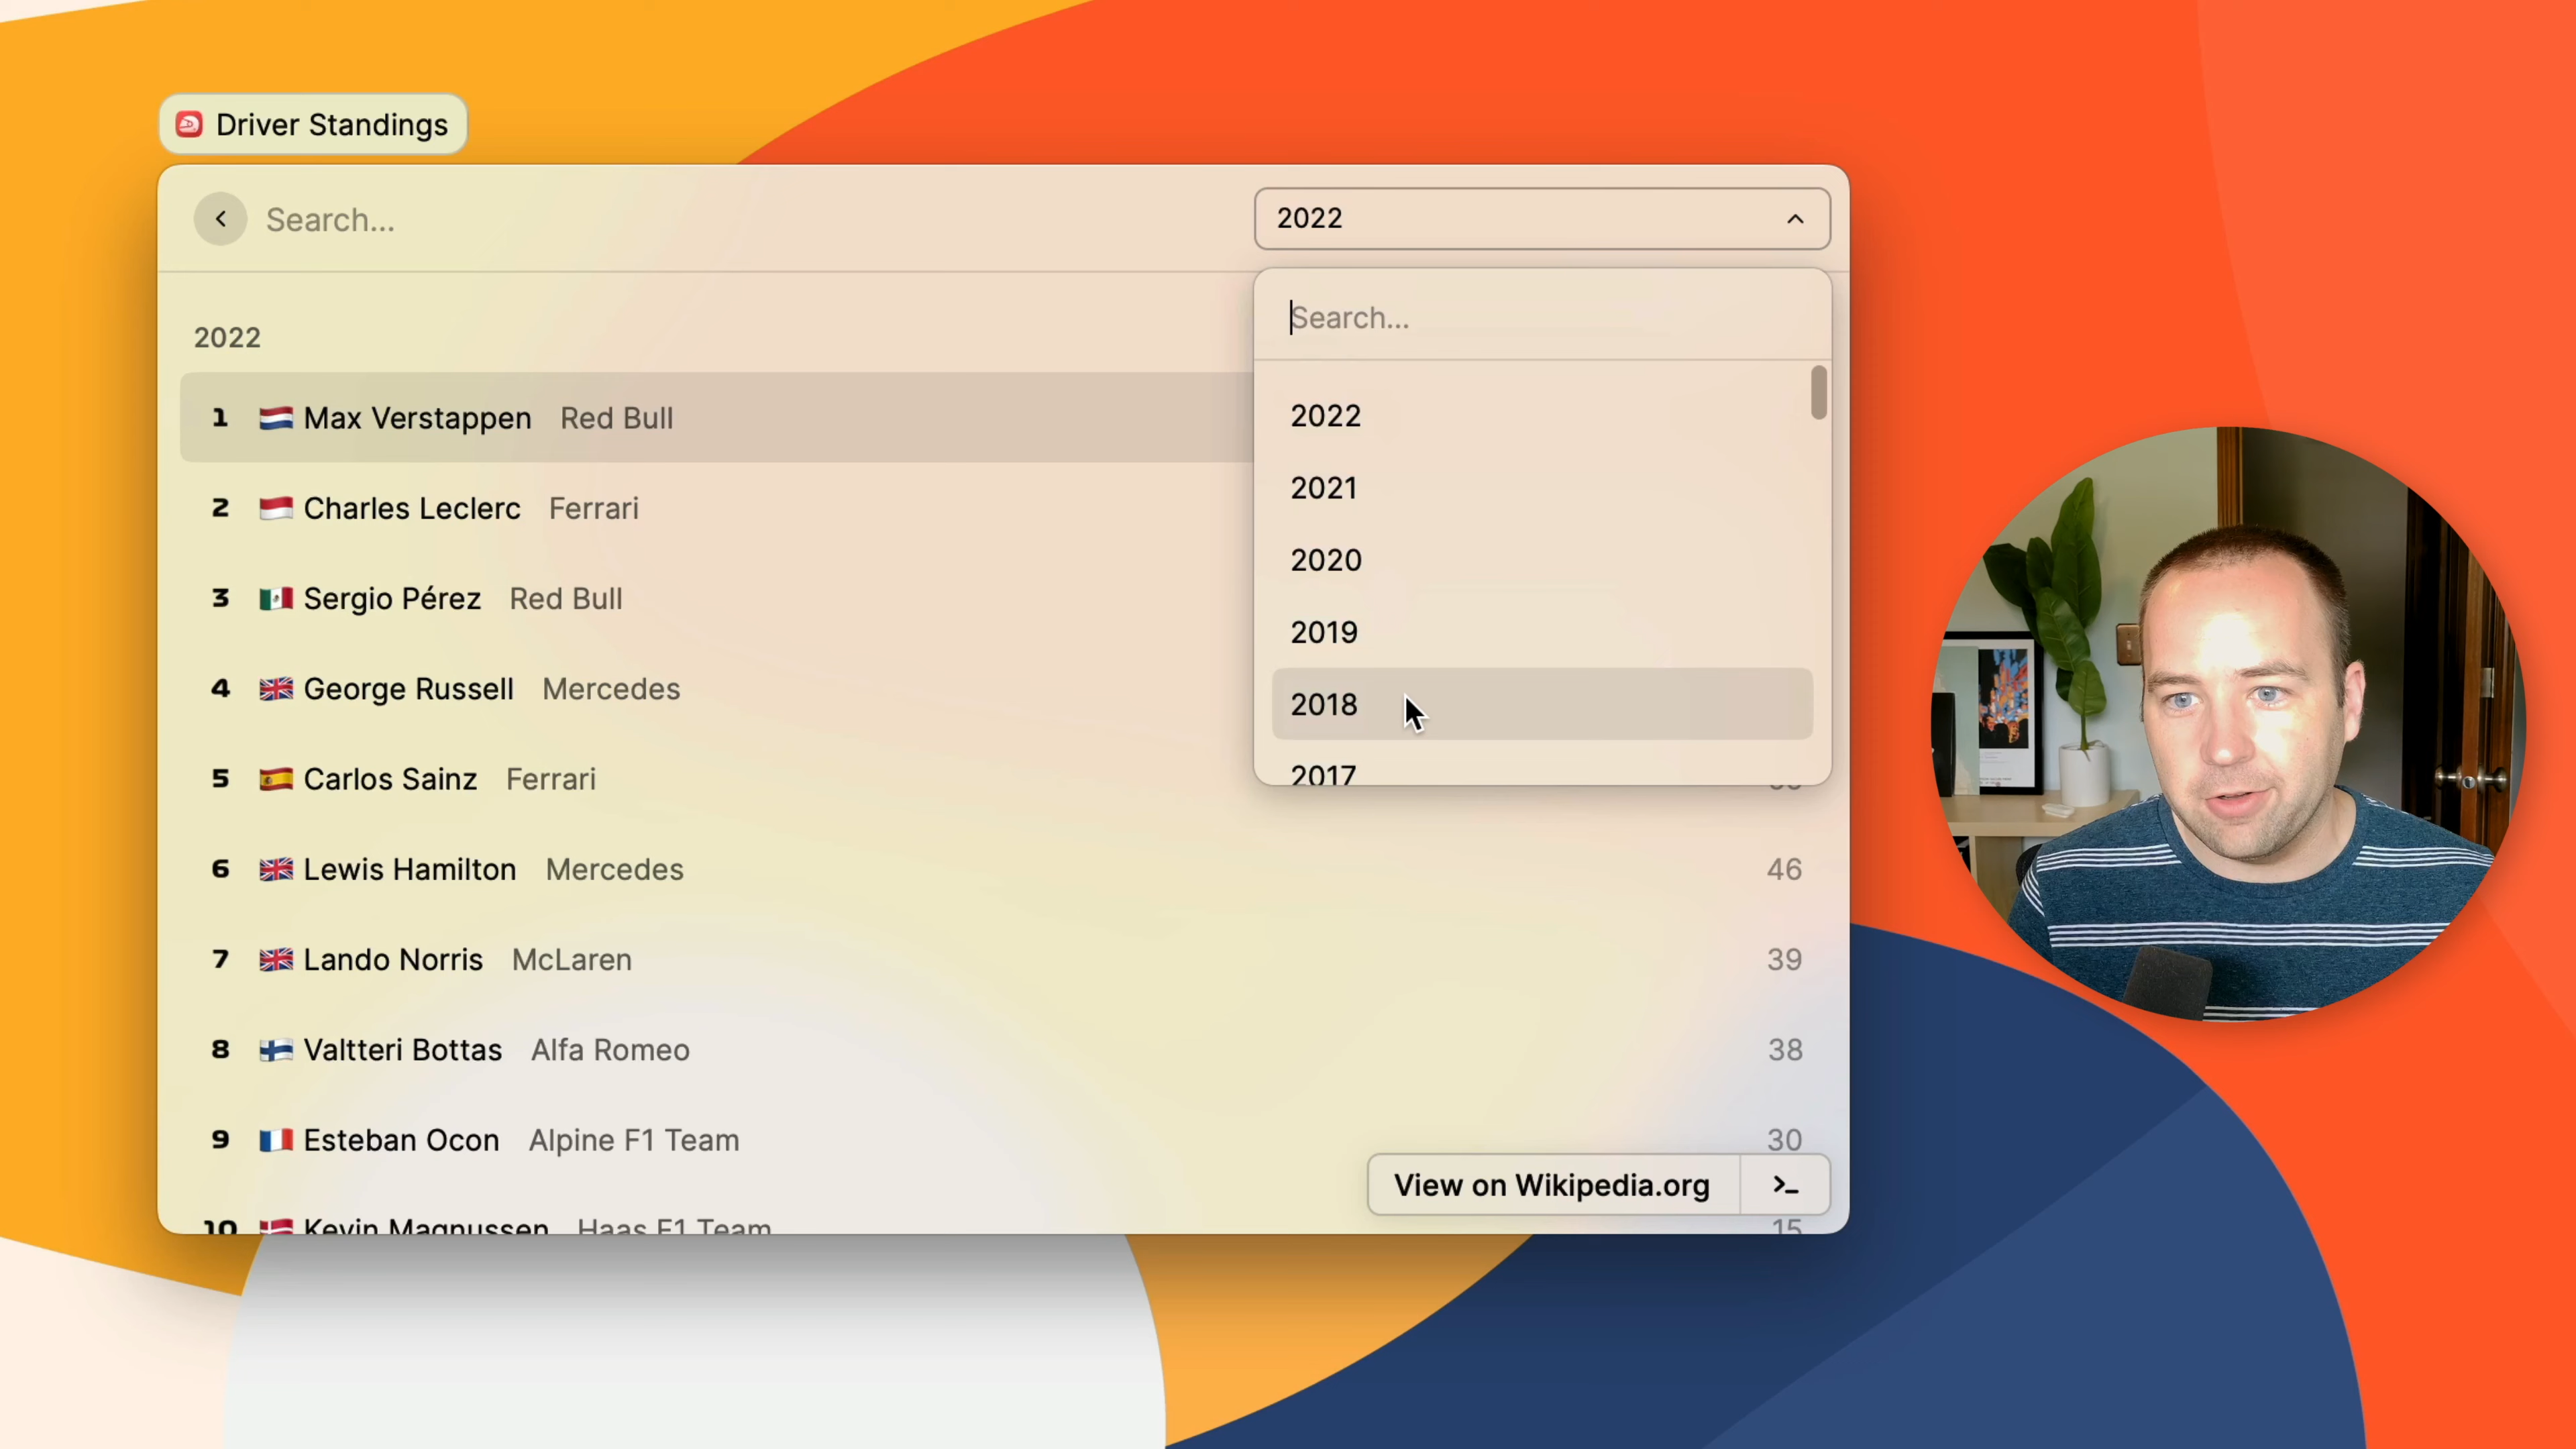 Driver Standings
Search...
2022
2022
Search...
2022
2021
2020
2019
2018
2017
1 Max Verstappen Red Bull
2 Charles Leclerc Ferrari
3 Sergio Pérez Red Bull
4 George Russell Mercedes
5 Carlos Sainz Ferrari
6 Lewis Hamilton Mercedes 46
7 Lando Norris McLaren 39
8 Valtteri Bottas Alfa Romeo 38
9 Esteban Ocon Alpine F1 Team 30
10 Kevin Magnussen Haas F1 Team 15
View on Wikipedia.org >_